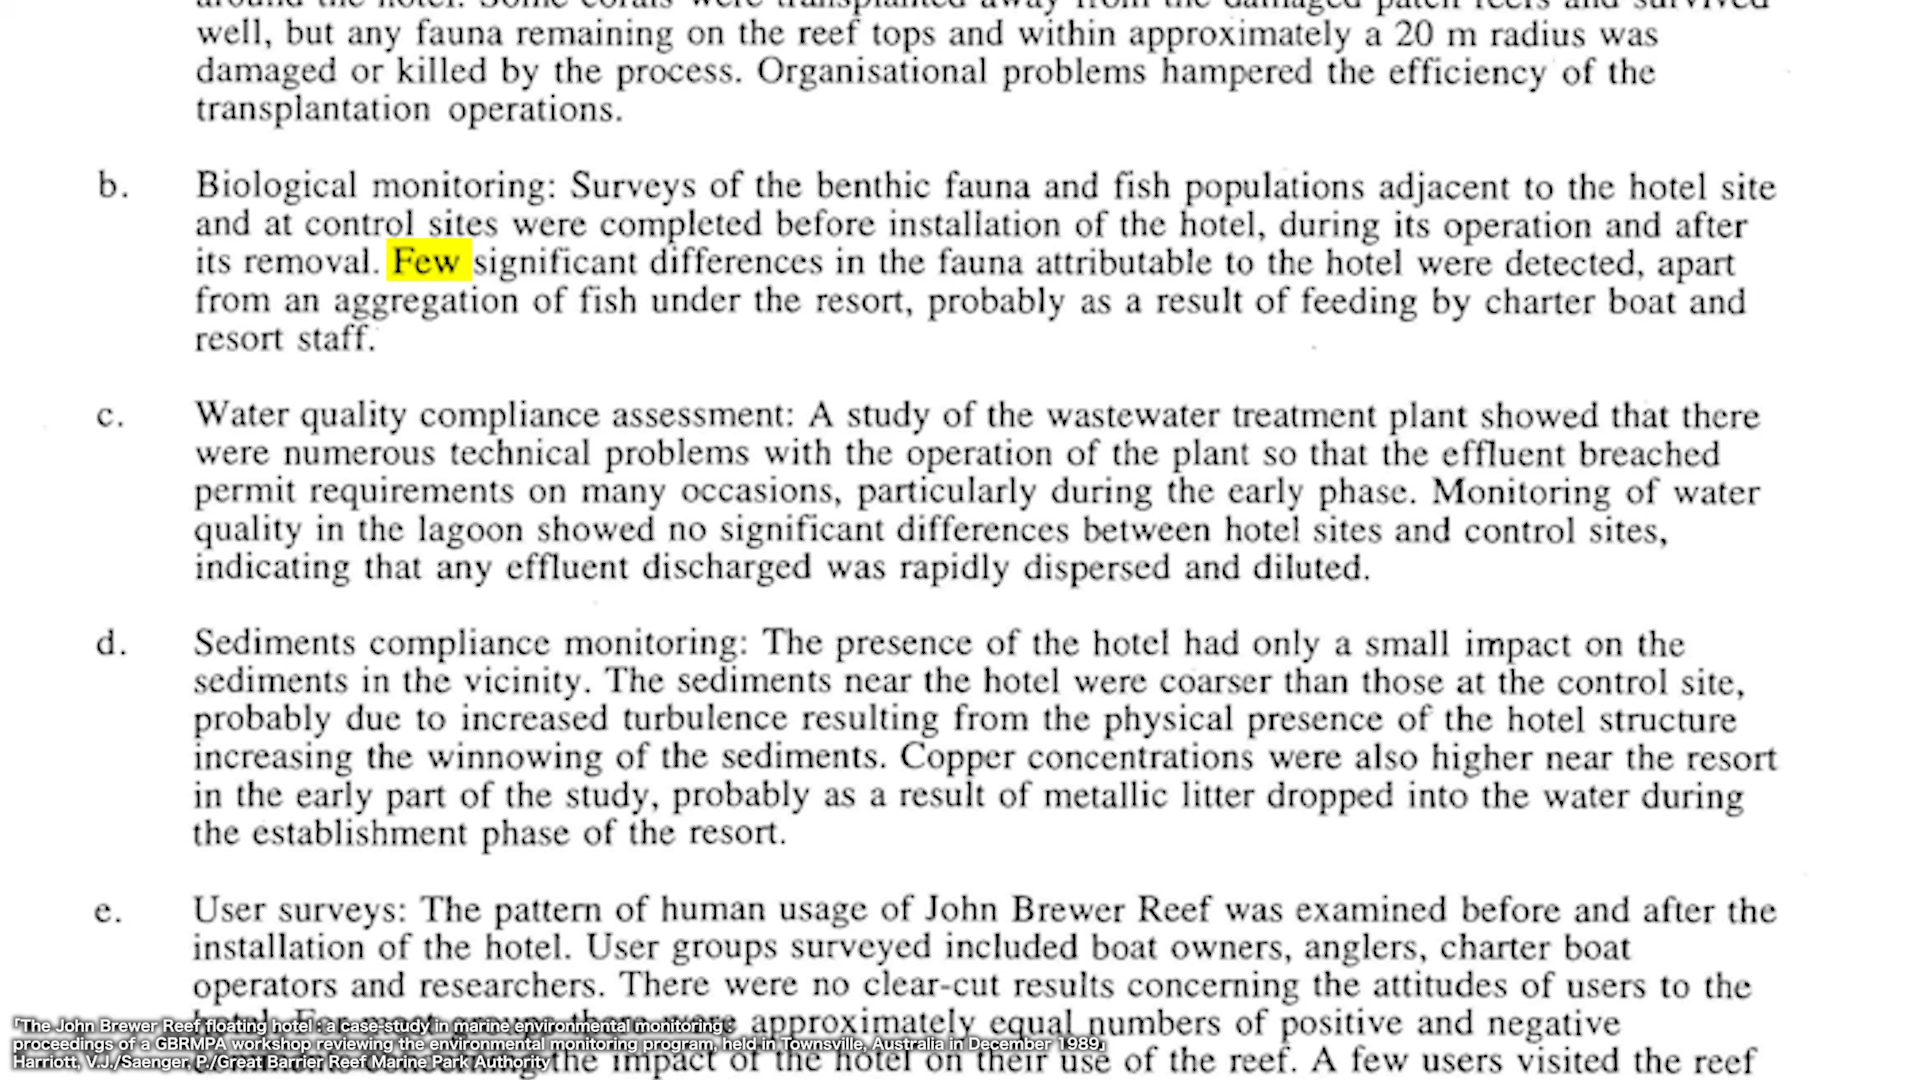 around the hotel. Some corals were transplanted away from the damaged patch reefs and survived
well, but any fauna remaining on the reef tops and within approximately a 20 m radius was
damaged or killed by the process. Organisational problems hampered the efficiency of the
transplantation operations.
b. Biological monitoring: Surveys of the benthic fauna and fish populations adjacent to the hotel site
and at control sites were completed before installation of the hotel, during its operation and after
its removal. Few significant differences in the fauna attributable to the hotel were detected, apart
from an aggregation of fish under the resort, probably as a result of feeding by charter boat and
resort staff.
c. Water quality compliance assessment: A study of the wastewater treatment plant showed that there
were numerous technical problems with the operation of the plant so that the effluent breached
permit requirements on many occasions, particularly during the early phase. Monitoring of water
quality in the lagoon showed no significant differences between hotel sites and control sites,
indicating that any effluent discharged was rapidly dispersed and diluted.
d. Sediments compliance monitoring: The presence of the hotel had only a small impact on the
sediments in the vicinity. The sediments near the hotel were coarser than those at the control site,
probably due to increased turbulence resulting from the physical presence of the hotel structure
increasing the winnowing of the sediments. Copper concentrations were also higher near the resort
in the early part of the study, probably as a result of metallic litter dropped into the water during
the establishment phase of the resort.
e. User surveys: The pattern of human usage of John Brewer Reef was examined before and after the
installation of the hotel. User groups surveyed included boat owners, anglers, charter boat
operators and researchers. There were no clear-cut results concerning the attitudes of users to the
approximately equal numbers of positive and negative
the impact of the hotel on their use of the reef. A few users visited the reef
「The John Brewer Reef floating hotel : a case-study in marine environmental monitoring :
proceedings of a GBRMPA workshop reviewing the environmental monitoring program, held in Townsville, Australia in December 1989」
Harriott, V.J./Saenger, P./Great Barrier Reef Marine Park Authority